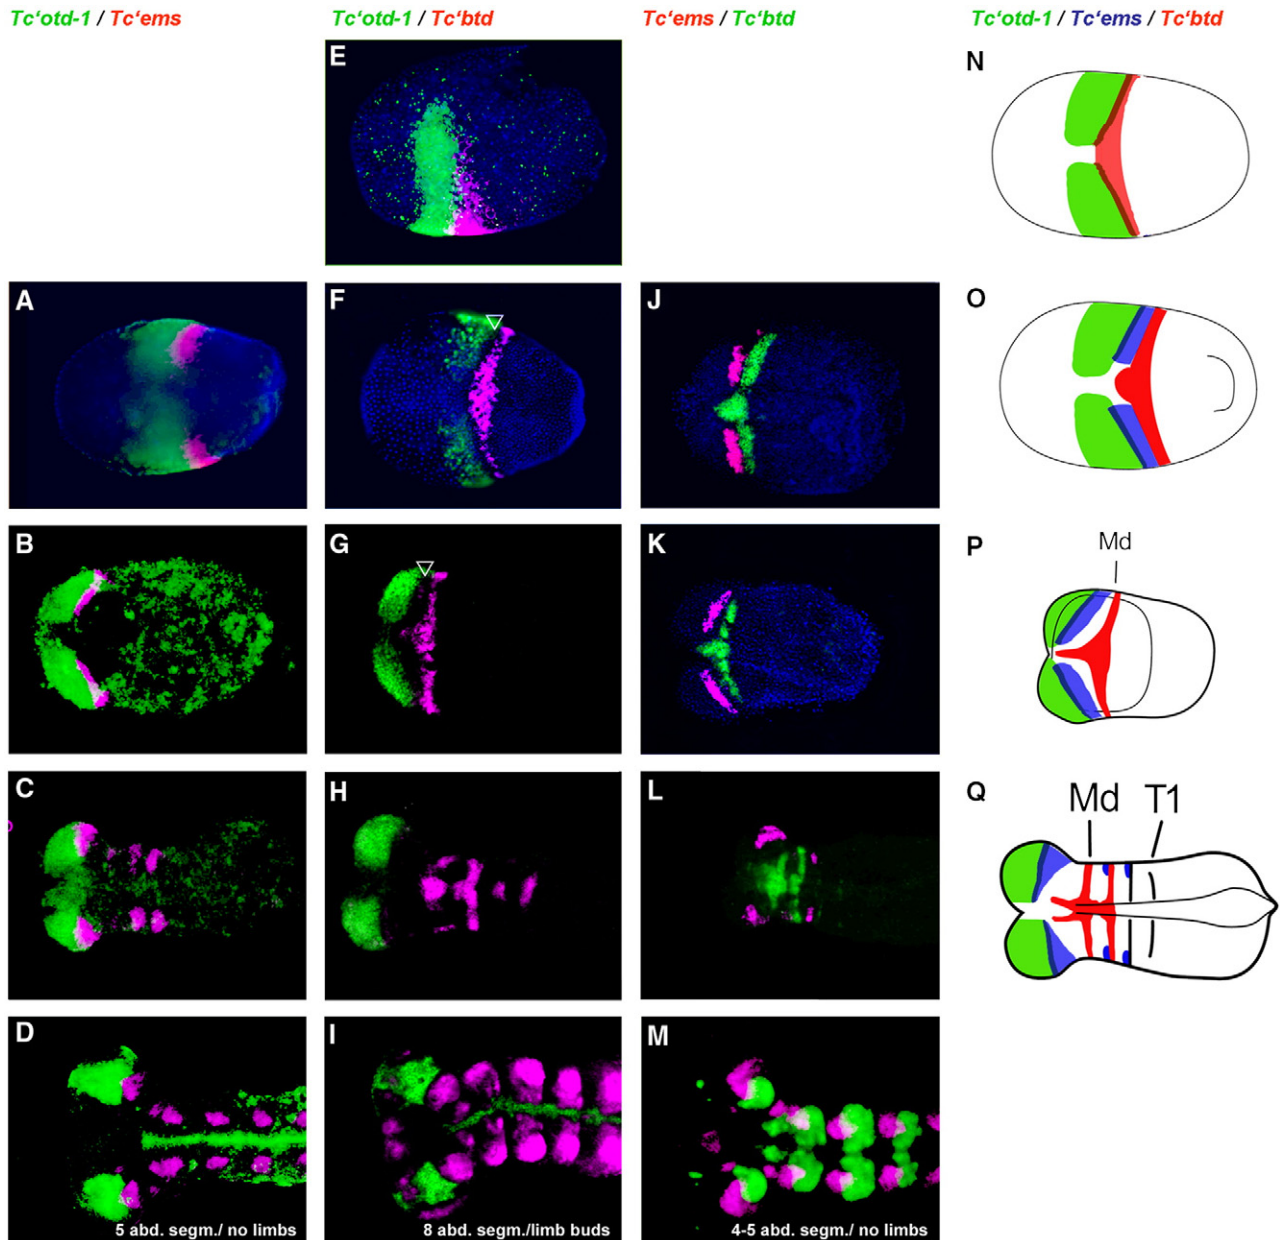 Tc‘otd-1 / Tc‘ems
Tc‘otd-1 / Tc‘btd
Tc‘ems / Tc‘btd
Tc‘otd-1 / Tc‘ems / Tc‘btd
E
N
A
F
J
O
B
G
K
P
Md
C
H
L
Q
Md T1
D
5 abd. segm./ no limbs
I
8 abd. segm./limb buds
M
4-5 abd. segm./ no limbs